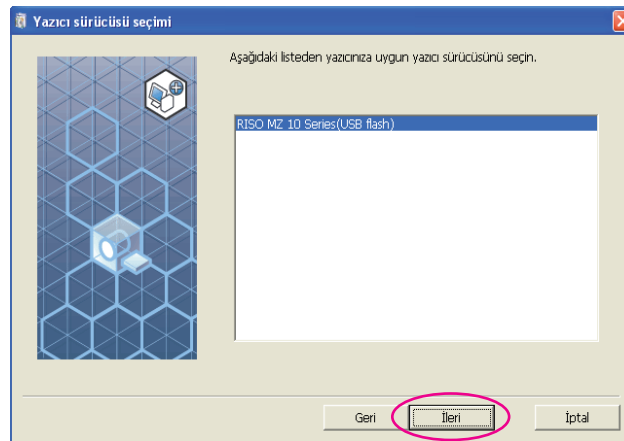 Yazıcı sürücüsü seçimi
Aşağıdaki listeden yazıcınıza uygun yazıcı sürücüsünü seçin.
RISO MZ 10 Series(USB flash)
Geri
İleri
İptal